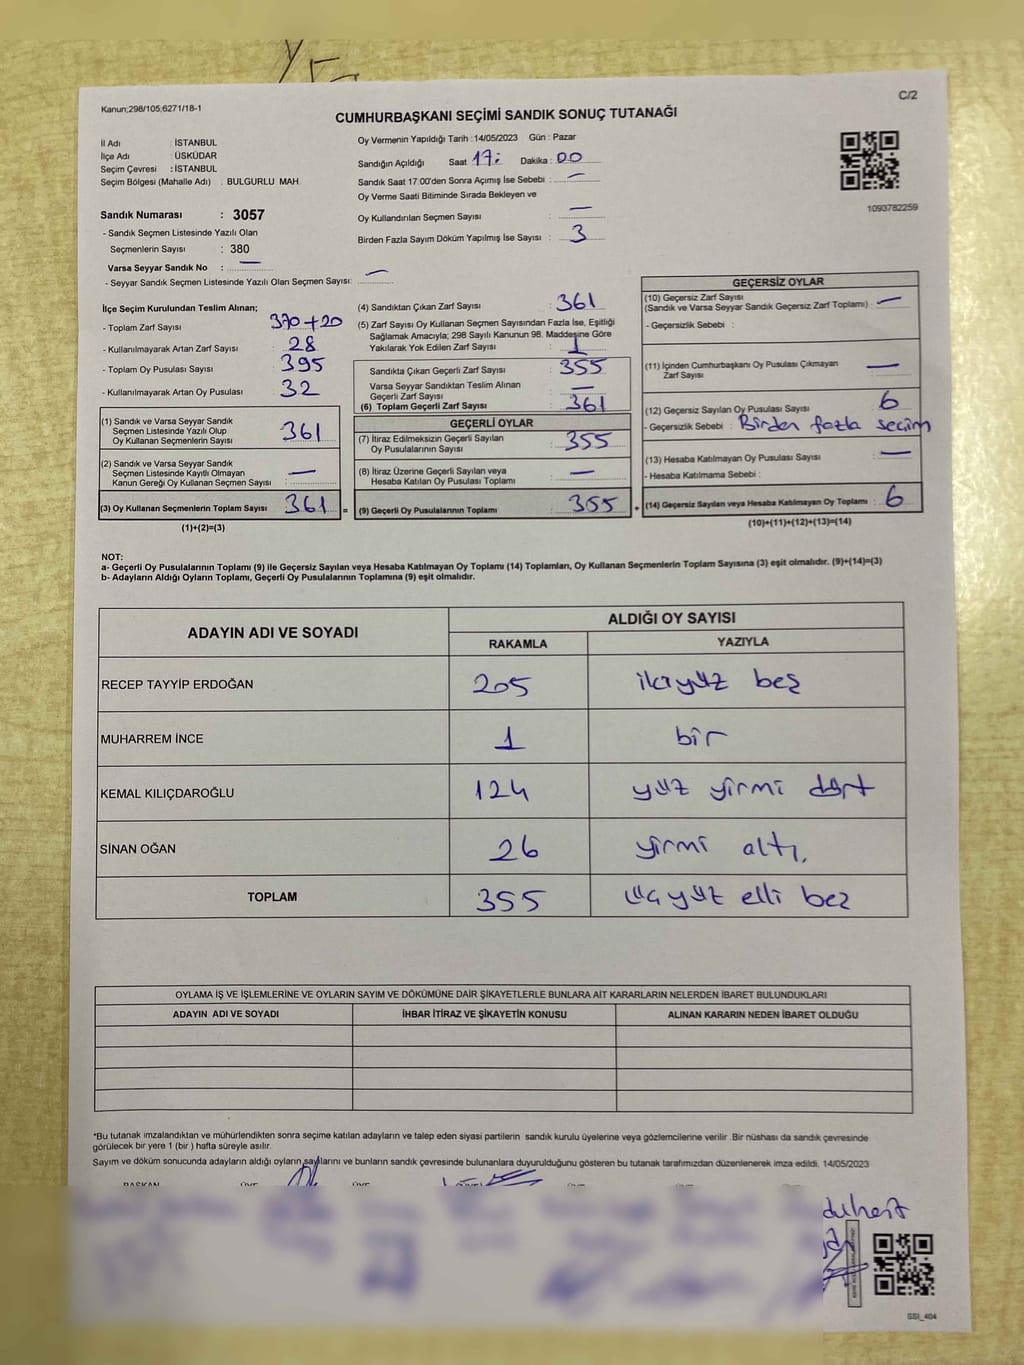 Kanun;298/105;6271/18-1
C/2
CUMHURBAŞKANI SEÇİMİ SANDIK SONUÇ TUTANAĞI
İl Adı : İSTANBUL
İlçe Adı : ÜSKÜDAR
Seçim Çevresi : İSTANBUL
Seçim Bölgesi (Mahalle Adı) : BULGURLU MAH.
Sandık Numarası : 3057
- Sandık Seçmen Listesinde Yazılı Olan
Seçmenlerin Sayısı : 380
Varsa Seyyar Sandık No : —
- Seyyar Sandık Seçmen Listesinde Yazılı Olan Seçmen Sayısı: —
Oy Vermenin Yapıldığı Tarih :14/05/2023 Gün : Pazar
Sandığın Açıldığı Saat 17: Dakika : 00
Sandık Saat 17:00'den Sonra Açımış İse Sebebi : —
Oy Verme Saati Bitiminde Sırada Bekleyen ve
Oy Kullandırılan Seçmen Sayısı : —
Birden Fazla Sayım Döküm Yapılmış İse Sayısı : 3
1093782259
İlçe Seçim Kurulundan Teslim Alınan;
- Toplam Zarf Sayısı : 370+20
- Kullanılmayarak Artan Zarf Sayısı : 28
- Toplam Oy Pusulası Sayısı : 395
- Kullanılmayarak Artan Oy Pusulası : 32
(1) Sandık ve Varsa Seyyar Sandık
Seçmen Listesinde Yazılı Olup
Oy Kullanan Seçmenlerin Sayısı : 361
(2) Sandık ve Varsa Seyyar Sandık
Seçmen Listesinde Kayıtlı Olmayan
Kanun Gereği Oy Kullanan Seçmen Sayısı : —
(3) Oy Kullanan Seçmenlerin Toplam Sayısı : 361 =
(1)+(2)=(3)
(4) Sandıktan Çıkan Zarf Sayısı : 361
(5) Zarf Sayısı Oy Kullanan Seçmen Sayısından Fazla İse, Eşitliği
Sağlamak Amacıyla; 298 Sayılı Kanunun 98. Maddesine Göre
Yakılarak Yok Edilen Zarf Sayısı : 1
Sandıkta Çıkan Geçerli Zarf Sayısı : 355
Varsa Seyyar Sandıktan Teslim Alınan
Geçerli Zarf Sayısı : —
(6) Toplam Geçerli Zarf Sayısı : 361
GEÇERLİ OYLAR
(7) İtiraz Edilmeksizin Geçerli Sayılan
Oy Pusulalarının Sayısı : 355
(8) İtiraz Üzerine Geçerli Sayılan veya
Hesaba Katılan Oy Pusulası Toplamı : —
(9) Geçerli Oy Pusulalarının Toplamı : 355 +
GEÇERSİZ OYLAR
(10) Geçersiz Zarf Sayısı
(Sandık ve Varsa Seyyar Sandık Geçersiz Zarf Toplamı) : —
- Geçersizlik Sebebi :
(11) İçinden Cumhurbaşkanı Oy Pusulası Çıkmayan
Zarf Sayısı : —
(12) Geçersiz Sayılan Oy Pusulası Sayısı : 6
- Geçersizlik Sebebi : Birden fazla secim
(13) Hesaba Katılmayan Oy Pusulası Sayısı : —
- Hesaba Katılmama Sebebi :
(14) Geçersiz Sayılan veya Hesaba Katılmayan Oy Toplamı : 6
(10)+(11)+(12)+(13)=(14)
NOT:
a- Geçerli Oy Pusulalarının Toplamı (9) ile Geçersiz Sayılan veya Hesaba Katılmayan Oy Toplamı (14) Toplamları, Oy Kullanan Seçmenlerin Toplam Sayısına (3) eşit olmalıdır. (9)+(14)=(3)
b- Adayların Aldığı Oyların Toplamı, Geçerli Oy Pusulalarının Toplamına (9) eşit olmalıdır.
ADAYIN ADI VE SOYADI
ALDIĞI OY SAYISI
RAKAMLA YAZIYLA
RECEP TAYYİP ERDOĞAN 205 ikiyüz beş
MUHARREM İNCE 1 bir
KEMAL KILIÇDAROĞLU 124 yüz yirmi dört
SİNAN OĞAN 26 yirmi altı.
TOPLAM 355 üç yüz elli beş
OYLAMA İŞ VE İŞLEMLERİNE VE OYLARIN SAYIM VE DÖKÜMÜNE DAİR ŞİKAYETLERLE BUNLARA AİT KARARLARIN NELERDEN İBARET BULUNDUKLARI
ADAYIN ADI VE SOYADI İHBAR İTİRAZ VE ŞİKAYETİN KONUSU ALINAN KARARIN NEDEN İBARET OLDUĞU
*Bu tutanak imzalandıktan ve mühürlendikten sonra seçime katılan adayların ve talep eden siyasi partilerin sandık kurulu üyelerine veya gözlemcilerine verilir .Bir nüshası da sandık çevresinde
görülecek bir yere 1 (bir ) hafta süreyle asılır.
Sayım ve döküm sonucunda adayların aldığı oyların sayılarını ve bunların sandık çevresinde bulunanlara duyurulduğunu gösteren bu tutanak tarafımızdan düzenlenerek imza edildi. 14/05/2023
BAŞKAN ÜYE ÜYE
SSI_404